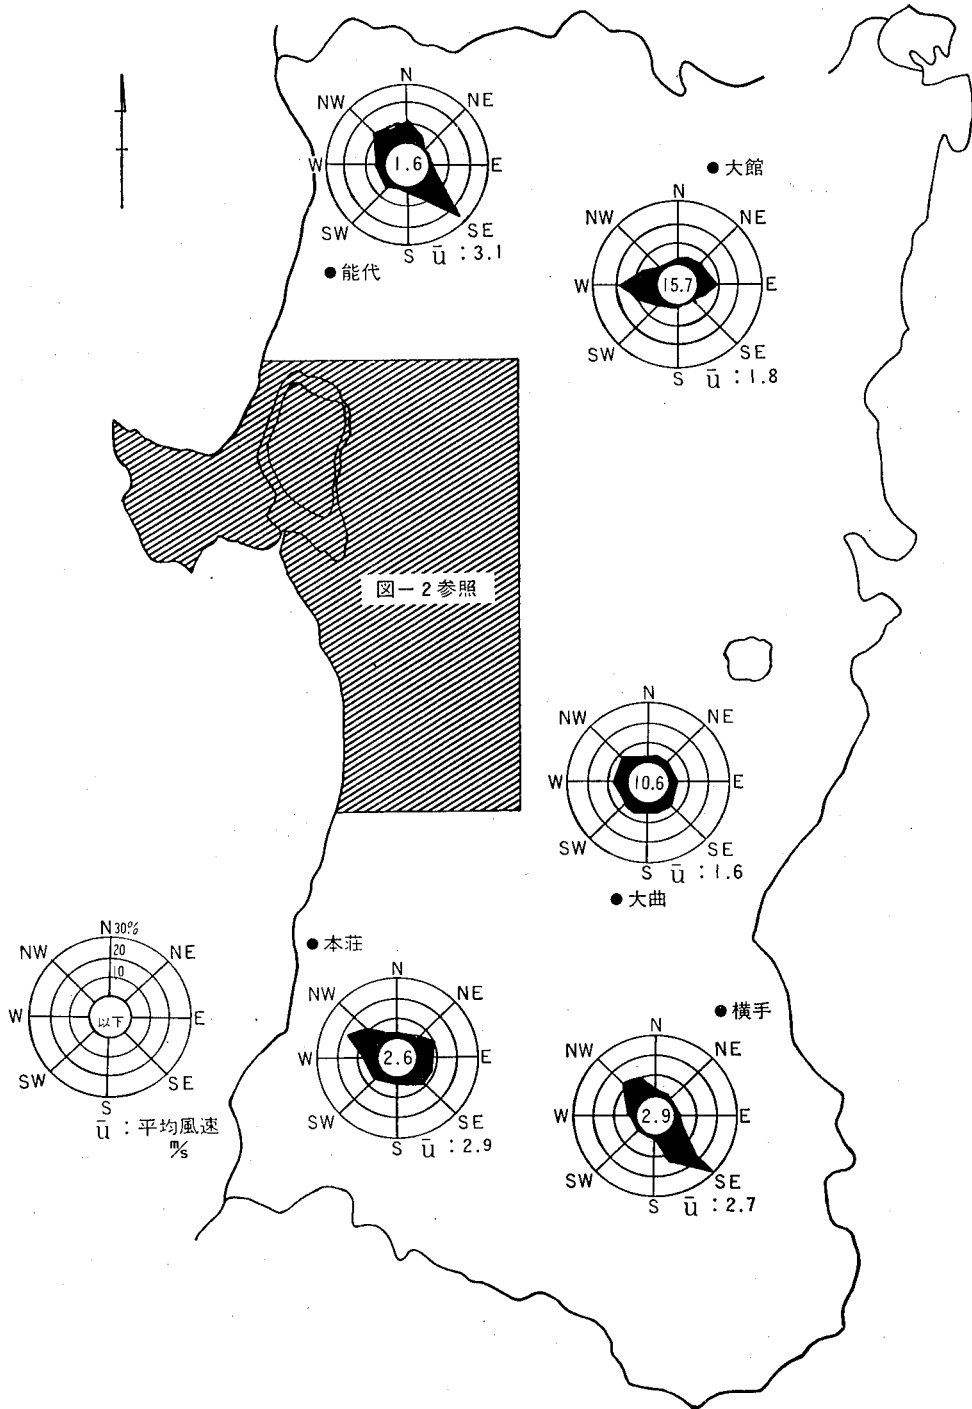 N
NW NE
W 1.6 E
SW SE
S ū : 3.1
● 能代
● 大館
N
NW NE
W 15.7 E
SW SE
S ū : 1.8
図－2参照
N
NW NE
W 10.6 E
SW SE
S ū : 1.6
● 大曲
● 本荘
N
NW NE
W 2.6 E
SW SE
S ū : 2.9
● 横手
N
NW NE
W 2.9 E
SW SE
S ū : 2.7
N 30%
20
10
NW NE
W 以下 E
SW SE
S
ū : 平均風速
m/s